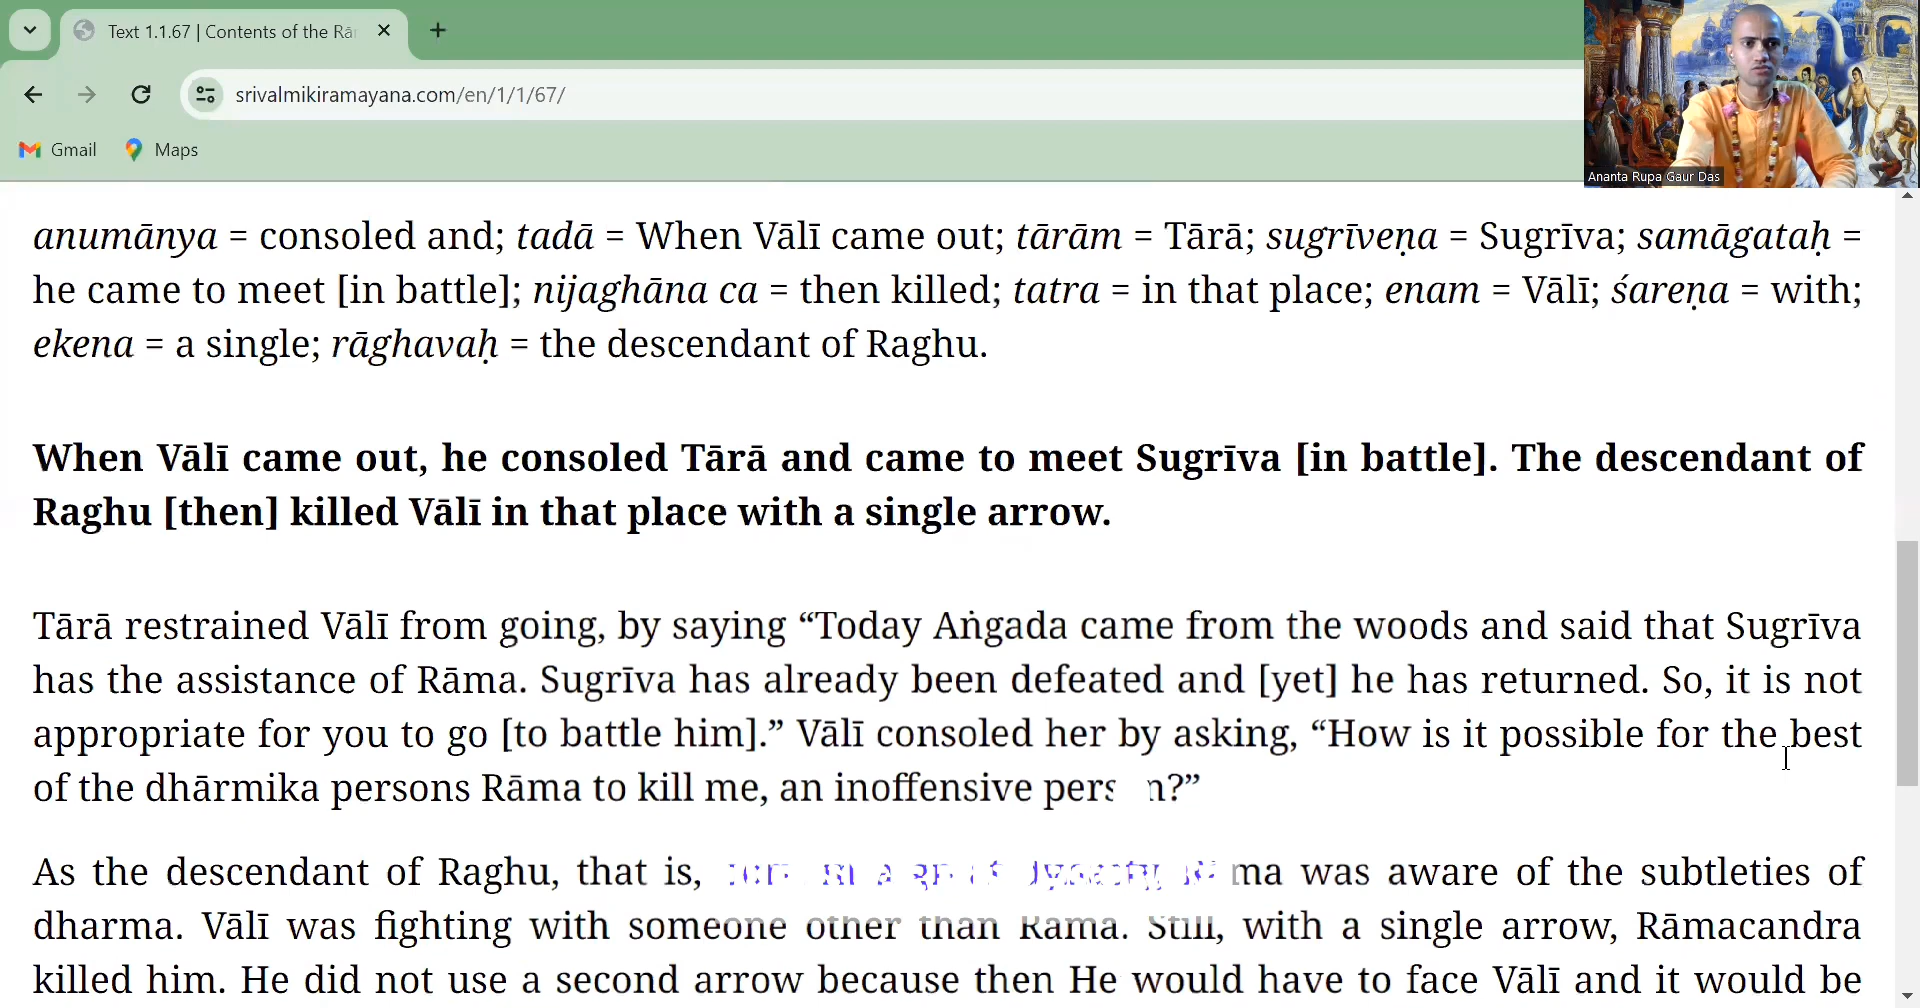 Text 1.1.67 | Contents of the Rā
srivalmikiramayana.com/en/1/1/67/
Gmail
Maps
Ananta Rupa Gaur Das
anumānya = consoled and; tadā = When Vālī came out; tārām = Tārā; sugrīveṇa = Sugrīva; samāgataḥ =
he came to meet [in battle]; nijaghāna ca = then killed; tatra = in that place; enam = Vālī; śareṇa = with;
ekena = a single; rāghavaḥ = the descendant of Raghu.
When Vālī came out, he consoled Tārā and came to meet Sugrīva [in battle]. The descendant of
Raghu [then] killed Vālī in that place with a single arrow.
Tārā restrained Vālī from going, by saying “Today Aṅgada came from the woods and said that Sugrīva
has the assistance of Rāma. Sugrīva has already been defeated and [yet] he has returned. So, it is not
appropriate for you to go [to battle him].” Vālī consoled her by asking, “How is it possible for the best
of the dhārmika persons Rāma to kill me, an inoffensive pers n?”
As the descendant of Raghu, that is, ma was aware of the subtleties of
dharma. Vālī was fighting with someone other than Rāma. Still, with a single arrow, Rāmacandra
killed him. He did not use a second arrow because then He would have to face Vālī and it would be